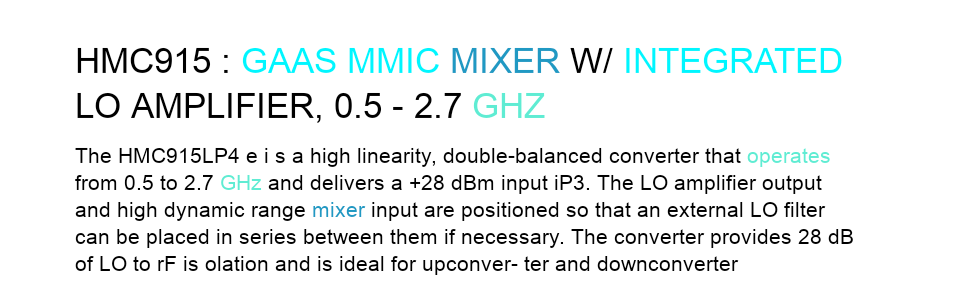 HMC915 : GAAS MMIC MIXER W/ INTEGRATED
LO AMPLIFIER, 0.5 - 2.7 GHZ
The HMC915LP4 e i s a high linearity, double-balanced converter that operates
from 0.5 to 2.7 GHz and delivers a +28 dBm input iP3. The LO amplifier output
and high dynamic range mixer input are positioned so that an external LO filter
can be placed in series between them if necessary. The converter provides 28 dB
of LO to rF is olation and is ideal for upconver- ter and downconverter